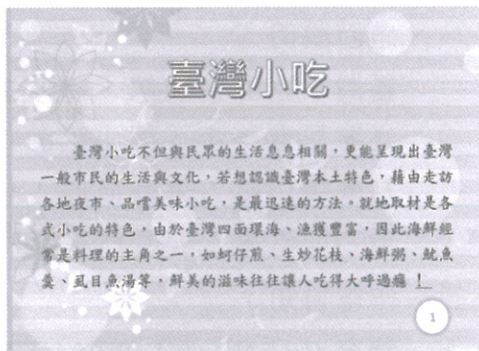 臺灣小吃
臺灣小吃不但與民眾的生活息息相關，更能呈現出臺灣
一般市民的生活與文化，若想認識臺灣本土特色，藉由走訪
各地夜市、品嚐美味小吃，是最迅速的方法。就地取材是各
式小吃的特色，由於臺灣四面環海、漁獲豐富，因此海鮮經
常是料理的主角之一，如蚵仔煎、生炒花枝、海鮮粥、魷魚
羹、虱目魚湯等，鮮美的滋味往往讓人吃得大呼過癮！
1